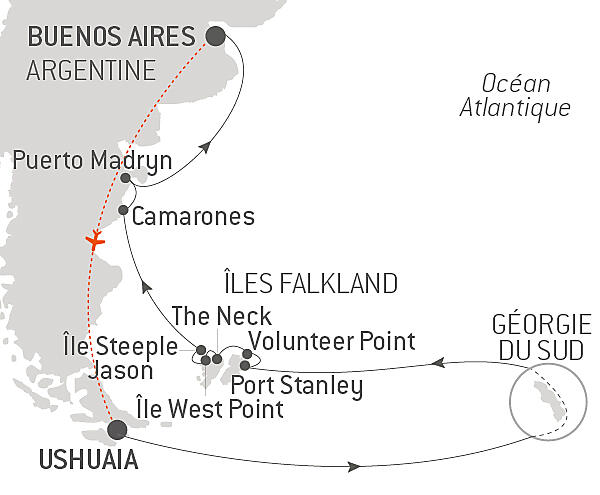 BUENOS AIRES
ARGENTINE
Océan
Atlantique
Puerto Madryn
Camarones
ÎLES FALKLAND
The Neck
GÉORGIE
DU SUD
Île Steeple
Jason
Volunteer Point
Port Stanley
Île West Point
USHUAIA